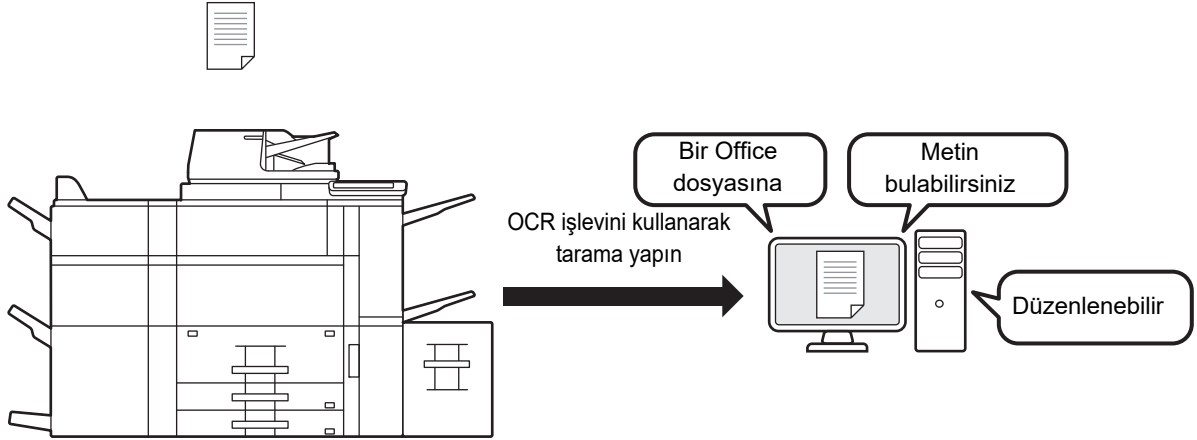 Bir Office
dosyasına
Metin
bulabilirsiniz
OCR işlevini kullanarak
tarama yapın
Düzenlenebilir